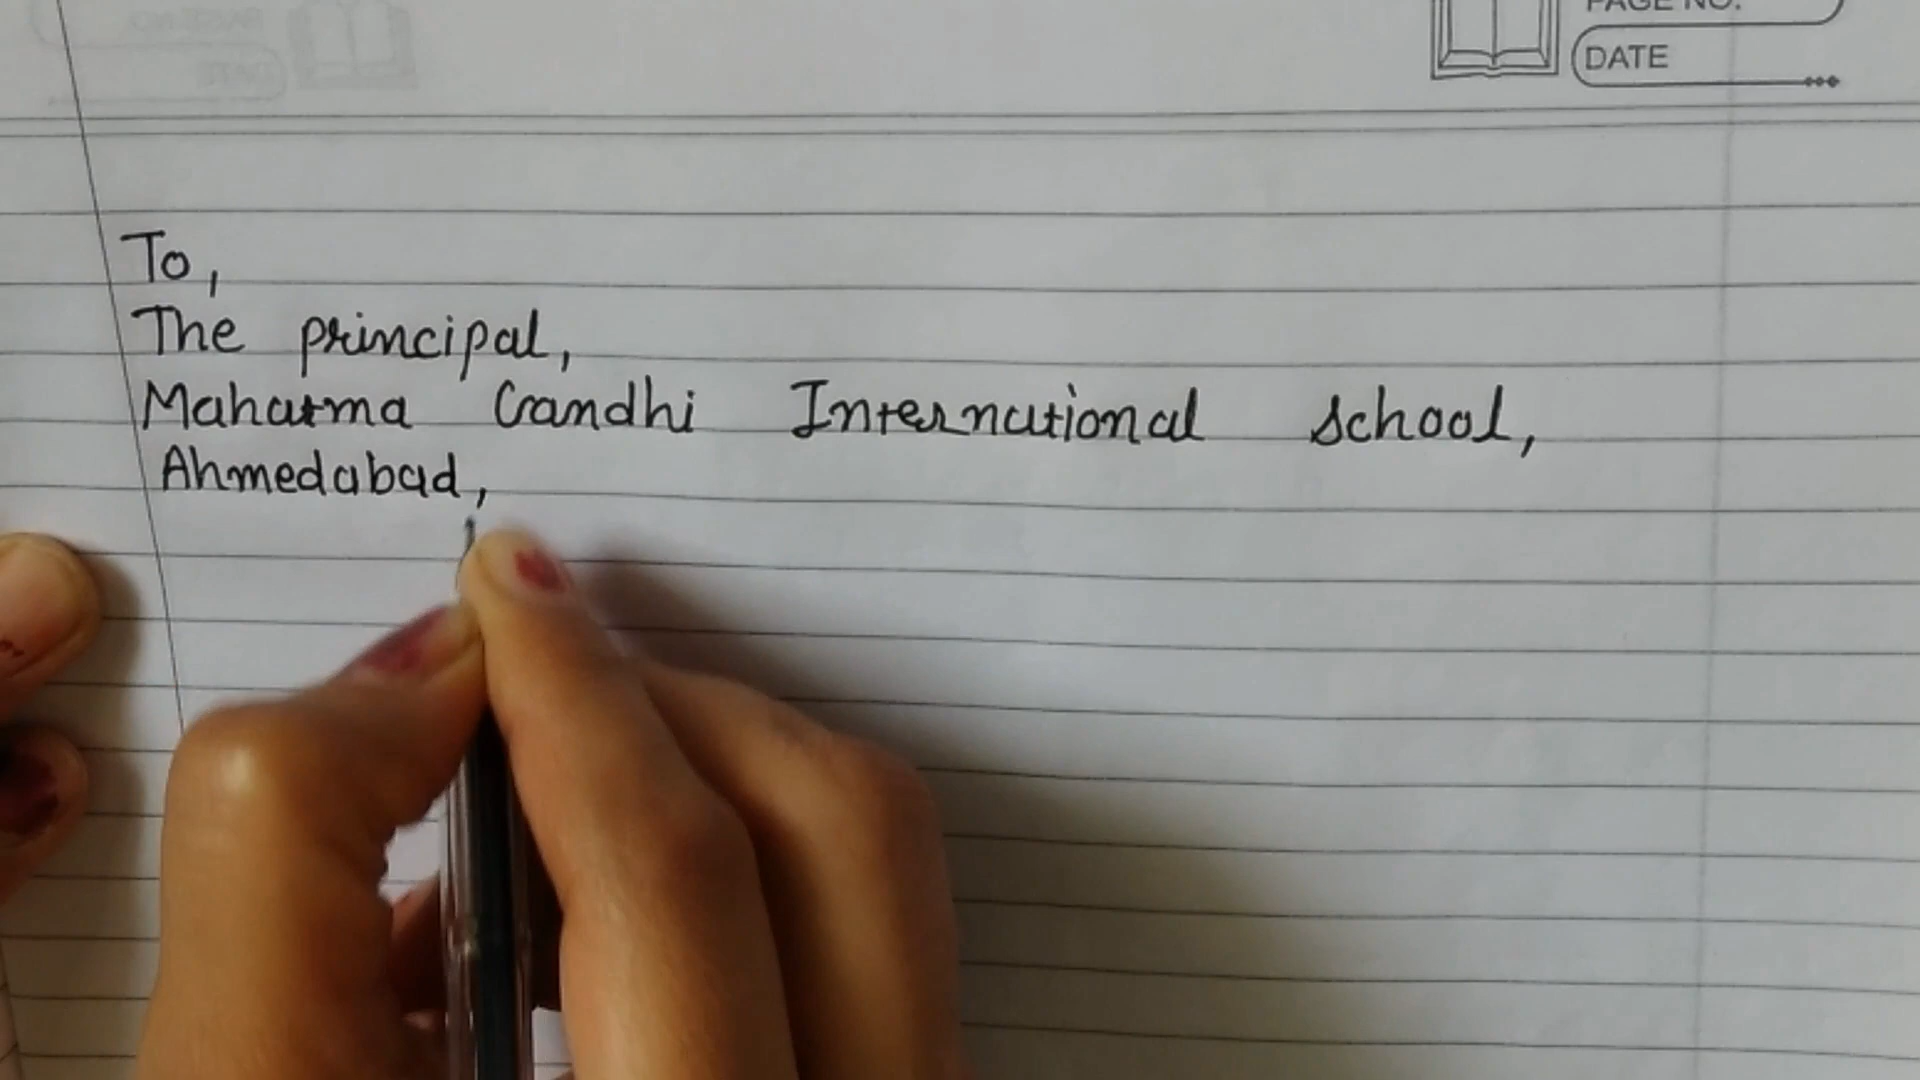 PAGE NO.
DATE
To,
The principal,
Mahatma Gandhi International school,
Ahmedabad,